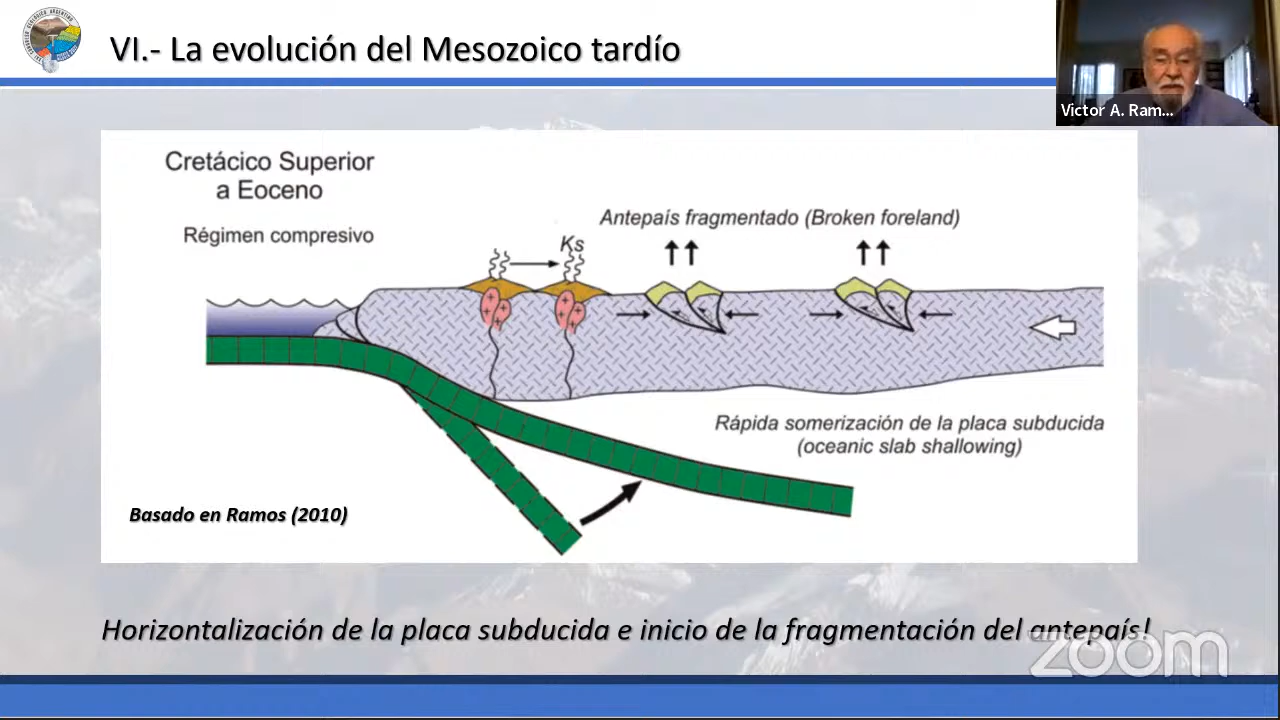 VI.- La evolución del Mesozoico tardío
Victor A. Ram...
Cretácico Superior
a Eoceno
Régimen compresivo
Ks
Antepaís fragmentado (Broken foreland)
Rápida somerización de la placa subducida
(oceanic slab shallowing)
Basado en Ramos (2010)
Horizontalización de la placa subducida e inicio de la fragmentación del antepaís!
zoom